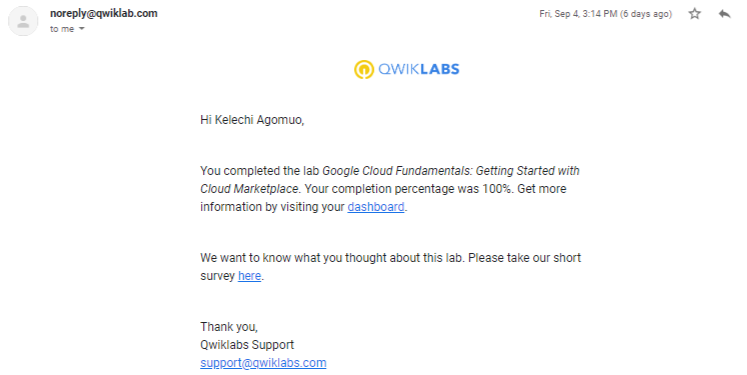 noreply@qwiklab.com
Fri, Sep 4, 3:14 PM (6 days ago)
to me
QWIKLABS
Hi Kelechi Agomuo,
You completed the lab Google Cloud Fundamentals: Getting Started with
Cloud Marketplace. Your completion percentage was 100%. Get more
information by visiting your dashboard.
We want to know what you thought about this lab. Please take our short
survey here.
Thank you,
Qwiklabs Support
support@qwiklabs.com